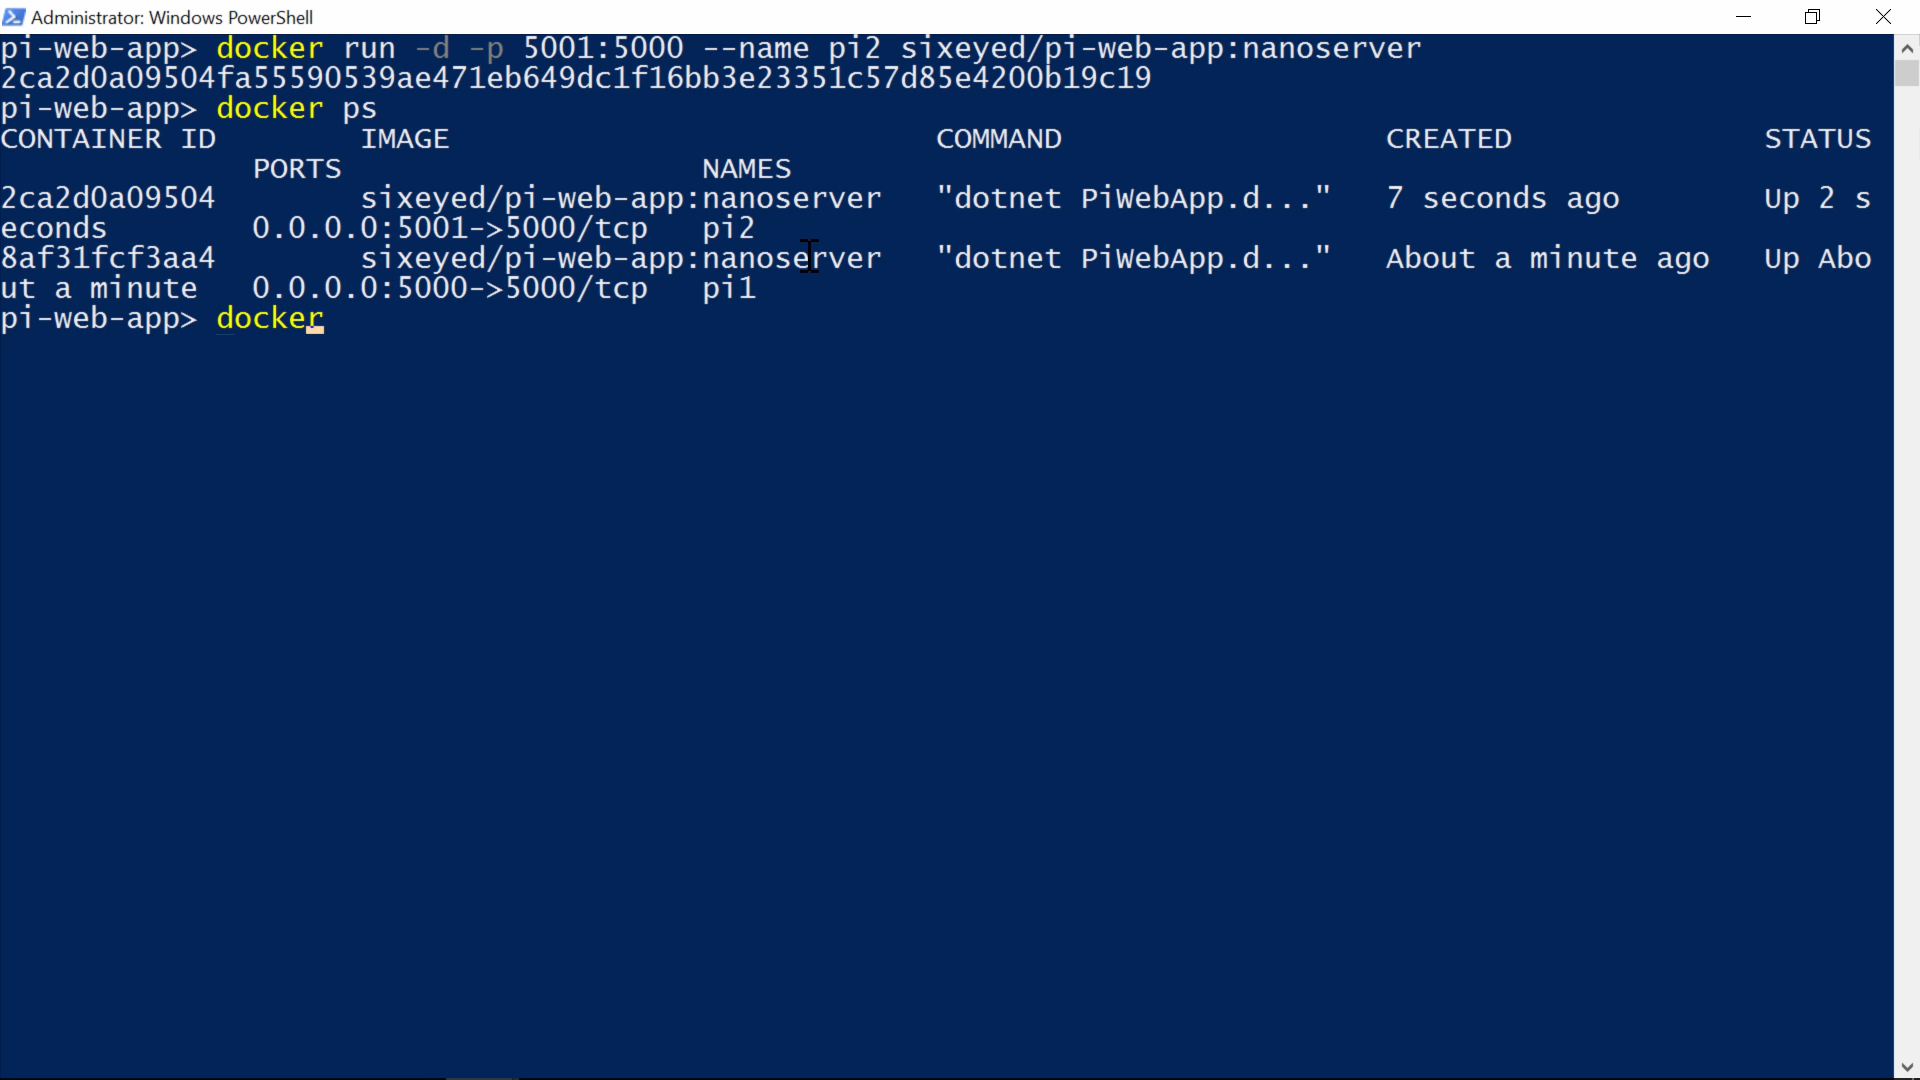 Administrator: Windows PowerShell
pi-web-app> docker run -d -p 5001:5000 --name pi2 sixeyed/pi-web-app:nanoserver
2ca2d0a09504fa55590539ae471eb649dc1f16bb3e23351c57d85e4200b19c19
pi-web-app> docker ps
CONTAINER ID        IMAGE                           COMMAND                  CREATED              STATUS
              PORTS                    NAMES
2ca2d0a09504        sixeyed/pi-web-app:nanoserver   "dotnet PiWebApp.d..."   7 seconds ago        Up 2 s
econds        0.0.0.0:5001->5000/tcp   pi2
8af31fcf3aa4        sixeyed/pi-web-app:nanoserver   "dotnet PiWebApp.d..."   About a minute ago   Up Abo
ut a minute   0.0.0.0:5000->5000/tcp   pi1
pi-web-app> docker